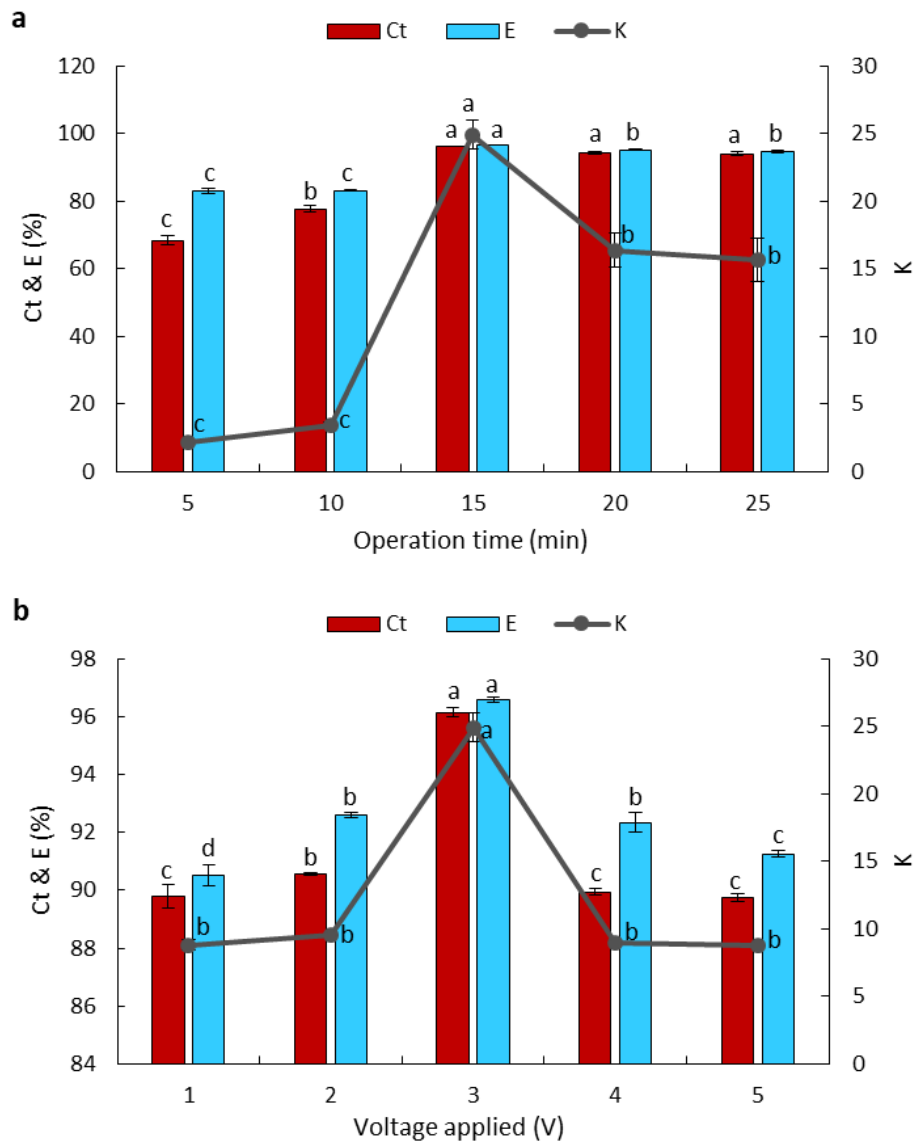 a
Ct E K
120 30
a
100 a a a b a b 25
c c
80 b 20
c
b
60 b 15
40 10
20 5
c c
0 0
5 10 15 20 25
Operation time (min)
Ct & E (%)
K
b
Ct E K
98 30
a a
96 a 25
94 20
b b
92 d b c 15
c c c
90 10
b b b b
88
86 5
84 0
1 2 3 4 5
Voltage applied (V)
Ct & E (%)
K